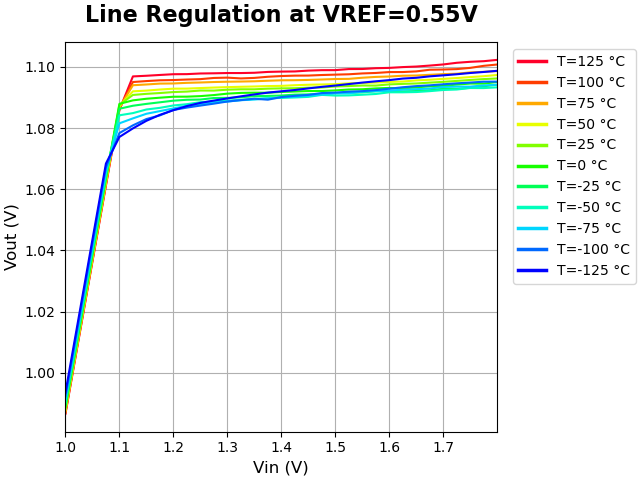 Line Regulation at VREF=0.55V
Vout (V)
1.10
1.08
1.06
1.04
1.02
1.00
1.0 1.1 1.2 1.3 1.4 1.5 1.6 1.7
Vin (V)
T=125 °C
T=100 °C
T=75 °C
T=50 °C
T=25 °C
T=0 °C
T=-25 °C
T=-50 °C
T=-75 °C
T=-100 °C
T=-125 °C